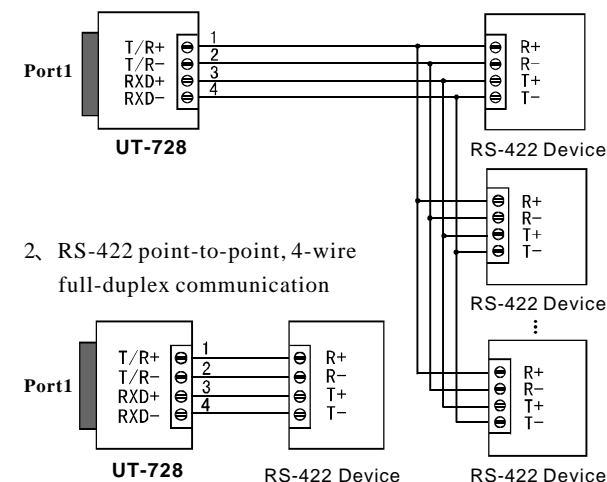 Port1
T/R+ 1
T/R- 2
RXD+ 3
RXD- 4
UT-728
R+
R-
T+
T-
RS-422 Device
R+
R-
T+
T-
RS-422 Device
⋮
R+
R-
T+
T-
RS-422 Device
2、RS-422 point-to-point, 4-wire
full-duplex communication
Port1
T/R+ 1
T/R- 2
RXD+ 3
RXD- 4
UT-728
R+
R-
T+
T-
RS-422 Device